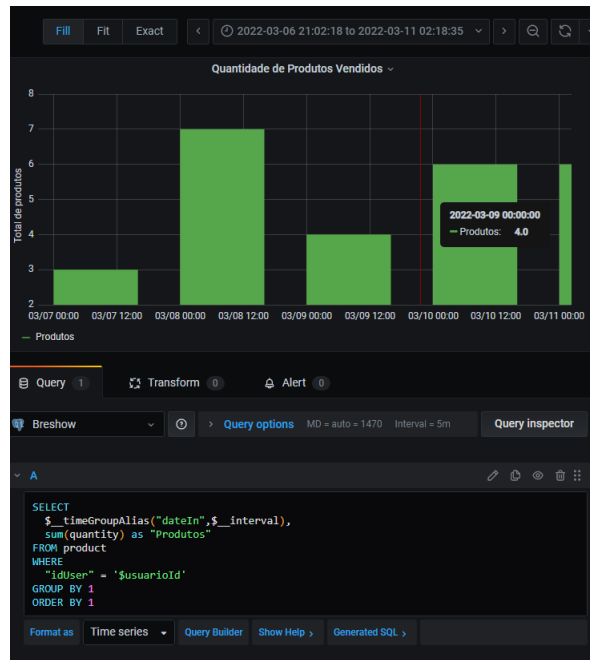 Fill Fit Exact 2022-03-06 21:02:18 to 2022-03-11 02:18:35
Quantidade de Produtos Vendidos
Total de produtos
8
7
6
5
4
3
2
2022-03-09 00:00:00
Produtos: 4.0
03/07 00:00 03/07 12:00 03/08 00:00 03/08 12:00 03/09 00:00 03/09 12:00 03/10 00:00 03/10 12:00 03/11 00:00
Produtos
Query 1 Transform 0 Alert 0
Breshow Query options MD = auto = 1470 Interval = 5m Query inspector
A
SELECT
$__timeGroupAlias("dateIn",$__interval),
sum(quantity) as "Produtos"
FROM product
WHERE
"idUser" = '$usuarioId'
GROUP BY 1
ORDER BY 1
Format as Time series Query Builder Show Help > Generated SQL >